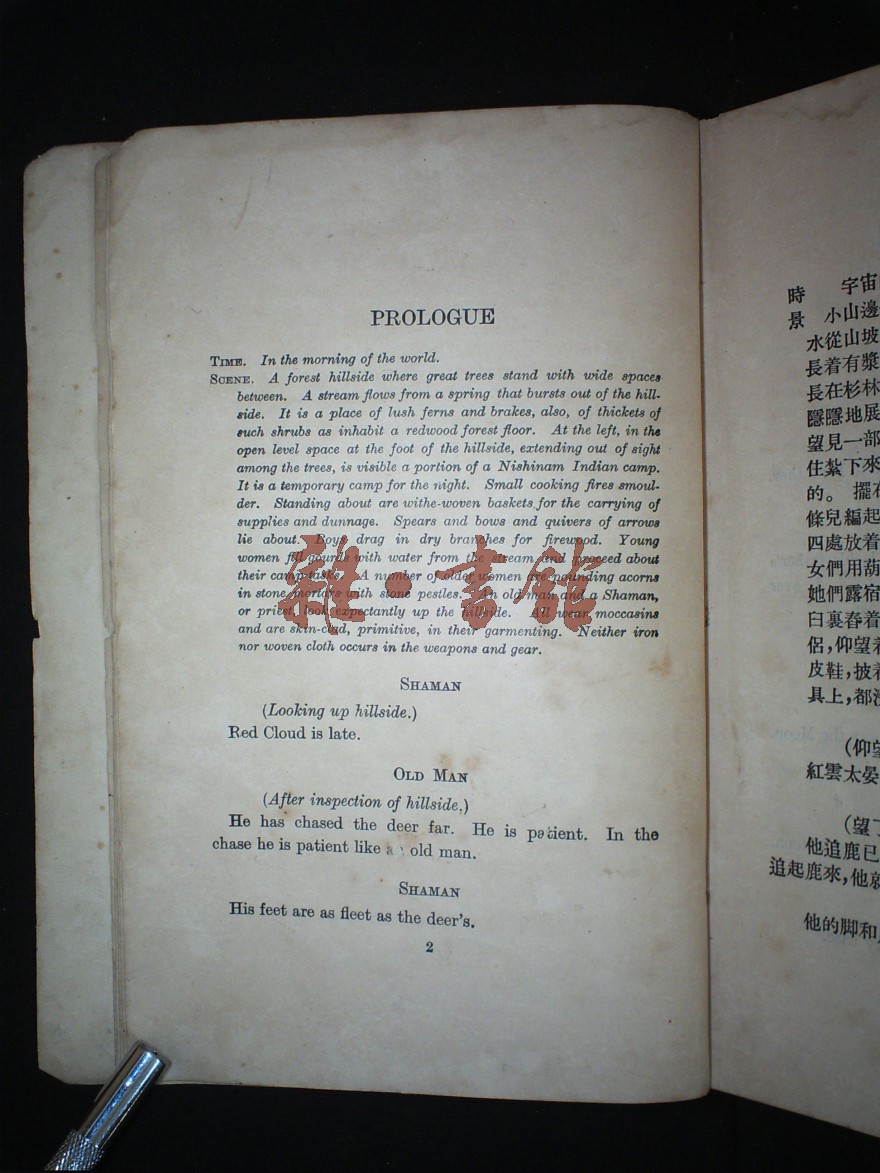 PROLOGUE
TIME. In the morning of the world.
SCENE. A forest hillside where great trees stand with wide spaces
between. A stream flows from a spring that bursts out of the hill-
side. It is a place of lush ferns and brakes, also, of thickets of
such shrubs as inhabit a redwood forest floor. At the left, in the
open level space at the foot of the hillside, extending out of sight
among the trees, is visible a portion of a Nishinam Indian camp.
It is a temporary camp for the night. Small cooking fires smoul-
der. Standing about are withe-woven baskets for the carrying of
supplies and dunnage. Spears and bows and quivers of arrows
lie about. Boys drag in dry branches for firewood. Young
women fill gourds with water from the stream and proceed about
their camp tasks. A number of older women are pounding acorns
in stone mortars with stone pestles. An old man and a Shaman,
or priest, look expectantly up the hillside. All wear moccasins
and are skin-clad, primitive, in their garmenting. Neither iron
nor woven cloth occurs in the weapons and gear.
SHAMAN
(Looking up hillside.)
Red Cloud is late.
OLD MAN
(After inspection of hillside.)
He has chased the deer far. He is patient. In the
chase he is patient like an old man.
SHAMAN
His feet are as fleet as the deer's.
2
雅·書館
時 宇宙
景 小山邊
水從山坡
長着有漿
長在杉林
隱隱地展
望見一部
住紮下來
的。擺在
條兒編起
四處放着
女們用葫
她們露宿
臼裏舂着
侶,仰望着
皮鞋,披着
具上,都沒
(仰望
紅雲太晏
(望了
他追鹿已
追起鹿來,他就
他的脚和